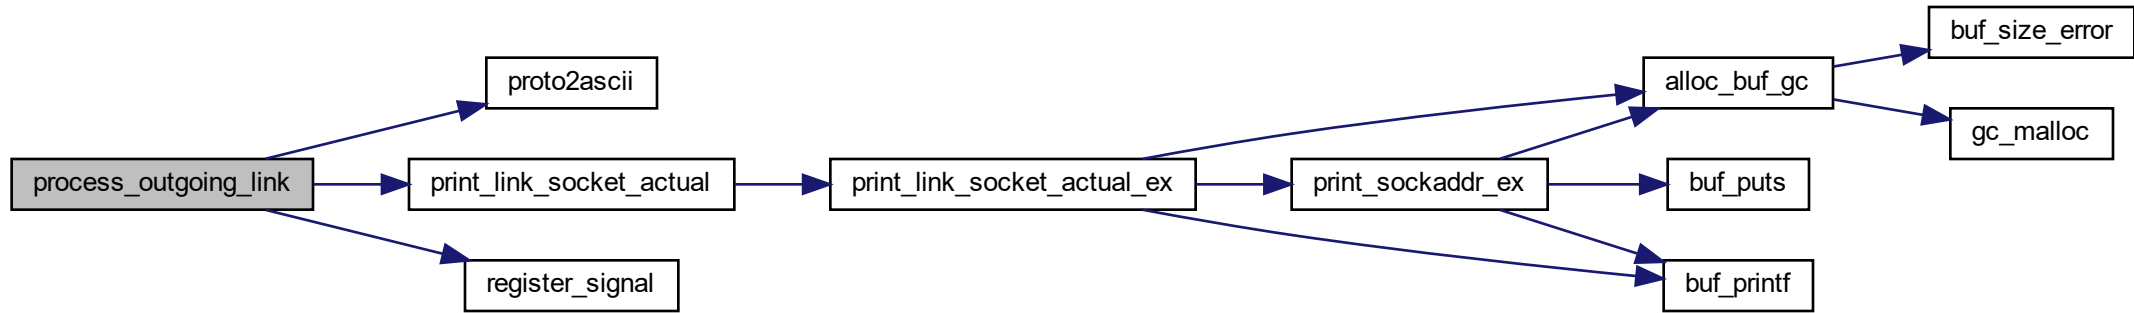 process_outgoing_link
proto2ascii
print_link_socket_actual
register_signal
print_link_socket_actual_ex
print_sockaddr_ex
alloc_buf_gc
buf_puts
buf_printf
buf_size_error
gc_malloc